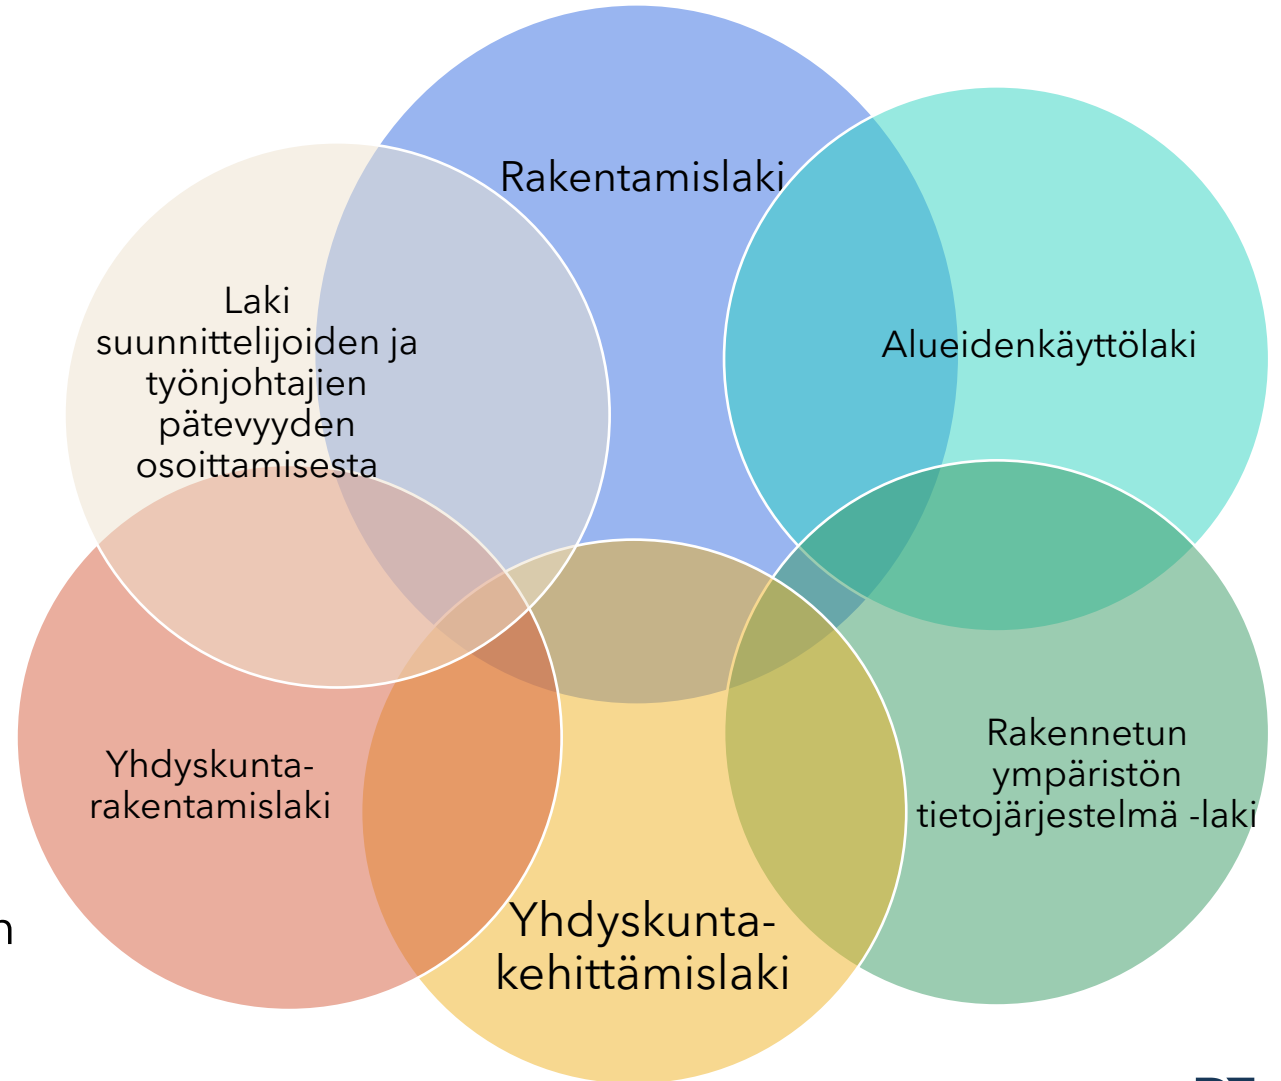 Rakentamislaki
Laki
suunnittelijoiden ja
työnjohtajien
pätevyyden
osoittamisesta
Alueidenkäyttölaki
Yhdyskunta-
rakentamislaki
Rakennetun
ympäristön
tietojärjestelmä -laki
Yhdyskunta-
kehittämislaki
n